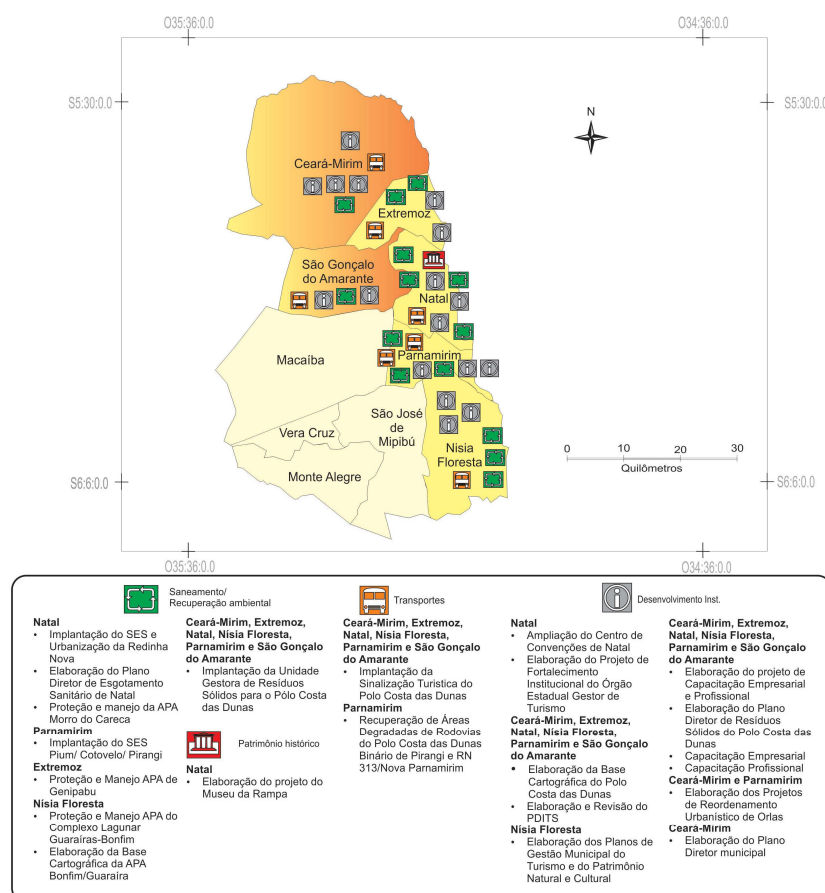 O35:36:0.0
O34:36:0.0
S5:30:0.0
S5:30:0.0
N
Ceará-Mirim
Extremoz
São Gonçalo
do Amarante
Natal
Macaíba
Parnamirim
São José
de
Mipibú
Vera Cruz
Nisia
Floresta
Monte Alegre
0 10 20 30
Quilômetros
S6:6:0.0
S6:6:0.0
O35:36:0.0
O34:36:0.0
Saneamento/
Recuperação ambiental
Natal
• Implantação do SES e
Urbanização da Redinha
Nova
• Elaboração do Plano
Diretor de Esgotamento
Sanitário de Natal
• Proteção e manejo da APA
Morro do Careca
Parnamirim
• Implantação do SES
Pium/ Cotovelo/ Pirangi
Extremoz
• Proteção e Manejo APA de
Genipabu
Nísia Floresta
• Proteção e Manejo APA do
Complexo Lagunar
Guaraíras-Bonfim
• Elaboração da Base
Cartográfica da APA
Bonfim/Guaraíra
Ceará-Mirim, Extremoz,
Natal, Nísia Floresta,
Parnamirim e São Gonçalo
do Amarante
• Implantação da Unidade
Gestora de Resíduos
Sólidos para o Pólo Costa
das Dunas
Patrimônio histórico
Natal
• Elaboração do projeto do
Museu da Rampa
Transportes
Ceará-Mirim, Extremoz,
Natal, Nísia Floresta,
Parnamirim e São Gonçalo
do Amarante
• Implantação da
Sinalização Turistica do
Polo Costa das Dunas
Parnamirim
• Recuperação de Áreas
Degradadas de Rodovias
do Polo Costa das Dunas
Binário de Pirangi e RN
313/Nova Parnamirim
Desenvolvimento Inst.
Natal
• Ampliação do Centro de
Convenções de Natal
• Elaboração do Projeto de
Fortalecimento
Institucional do Órgão
Estadual Gestor de
Turismo
Ceará-Mirim, Extremoz,
Natal, Nísia Floresta,
Parnamirim e São Gonçalo
do Amarante
• Elaboração da Base
Cartográfica do Polo
Costa das Dunas
• Elaboração e Revisão do
PDITS
Nísia Floresta
• Elaboração dos Planos de
Gestão Municipal do
Turismo e do Patrimônio
Natural e Cultural
Ceará-Mirim, Extremoz,
Natal, Nísia Floresta,
Parnamirim e São Gonçalo
do Amarante
• Elaboração do projeto de
Capacitação Empresarial
e Profissional
• Elaboração do Plano
Diretor de Resíduos
Sólidos do Polo Costa das
Dunas
• Capacitação Empresarial
• Capacitação Profissional
Ceará-Mirim e Parnamirim
• Elaboração dos Projetos
de Reordenamento
Urbanístico de Orlas
Ceará-Mirim
• Elaboração do Plano
Diretor municipal